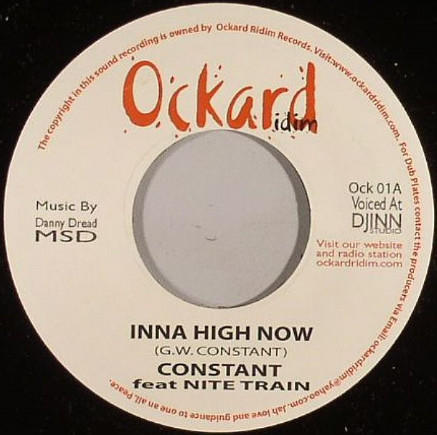 The copyright in this sound recording is owned by Ockard Ridim Records. Visit: www.ockardridim.com. For Dub Plates contact the producers via Email: ockardridim@yahoo.com. Jah love and guidance to one an all. Peace.
Ockard
idim
Music By
Danny Dread
MSD
Ock 01A
Voiced At
DJINN
STUDIO
Visit our website
and radio station
ockardridim.com
INNA HIGH NOW
(G.W. CONSTANT)
CONSTANT
feat NITE TRAIN